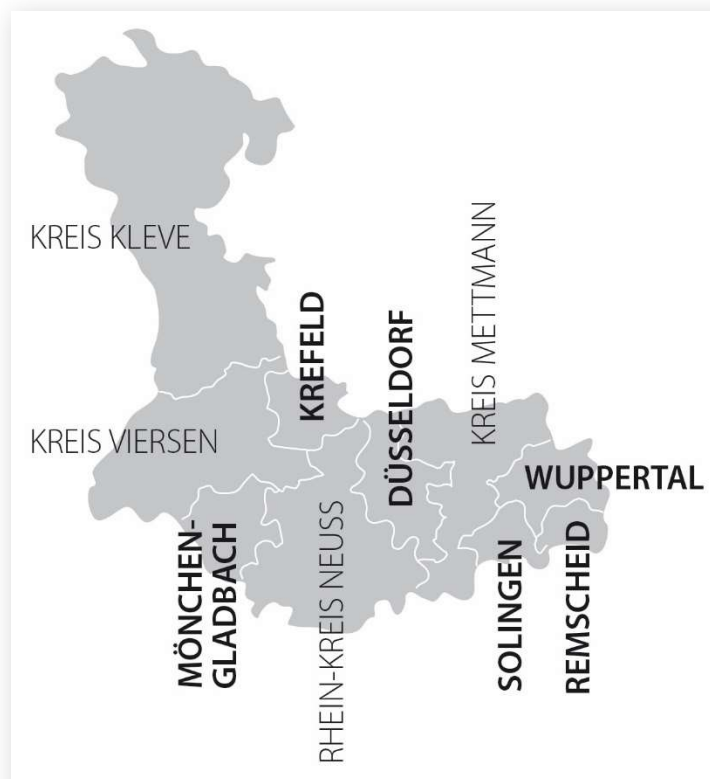 KREIS KLEVE
KREIS METTMANN
KREFELD
DÜSSELDORF
KREIS VIERSEN
WUPPERTAL
MÖNCHEN-
GLADBACH
RHEIN-KREIS NEUSS
SOLINGEN
REMSCHEID